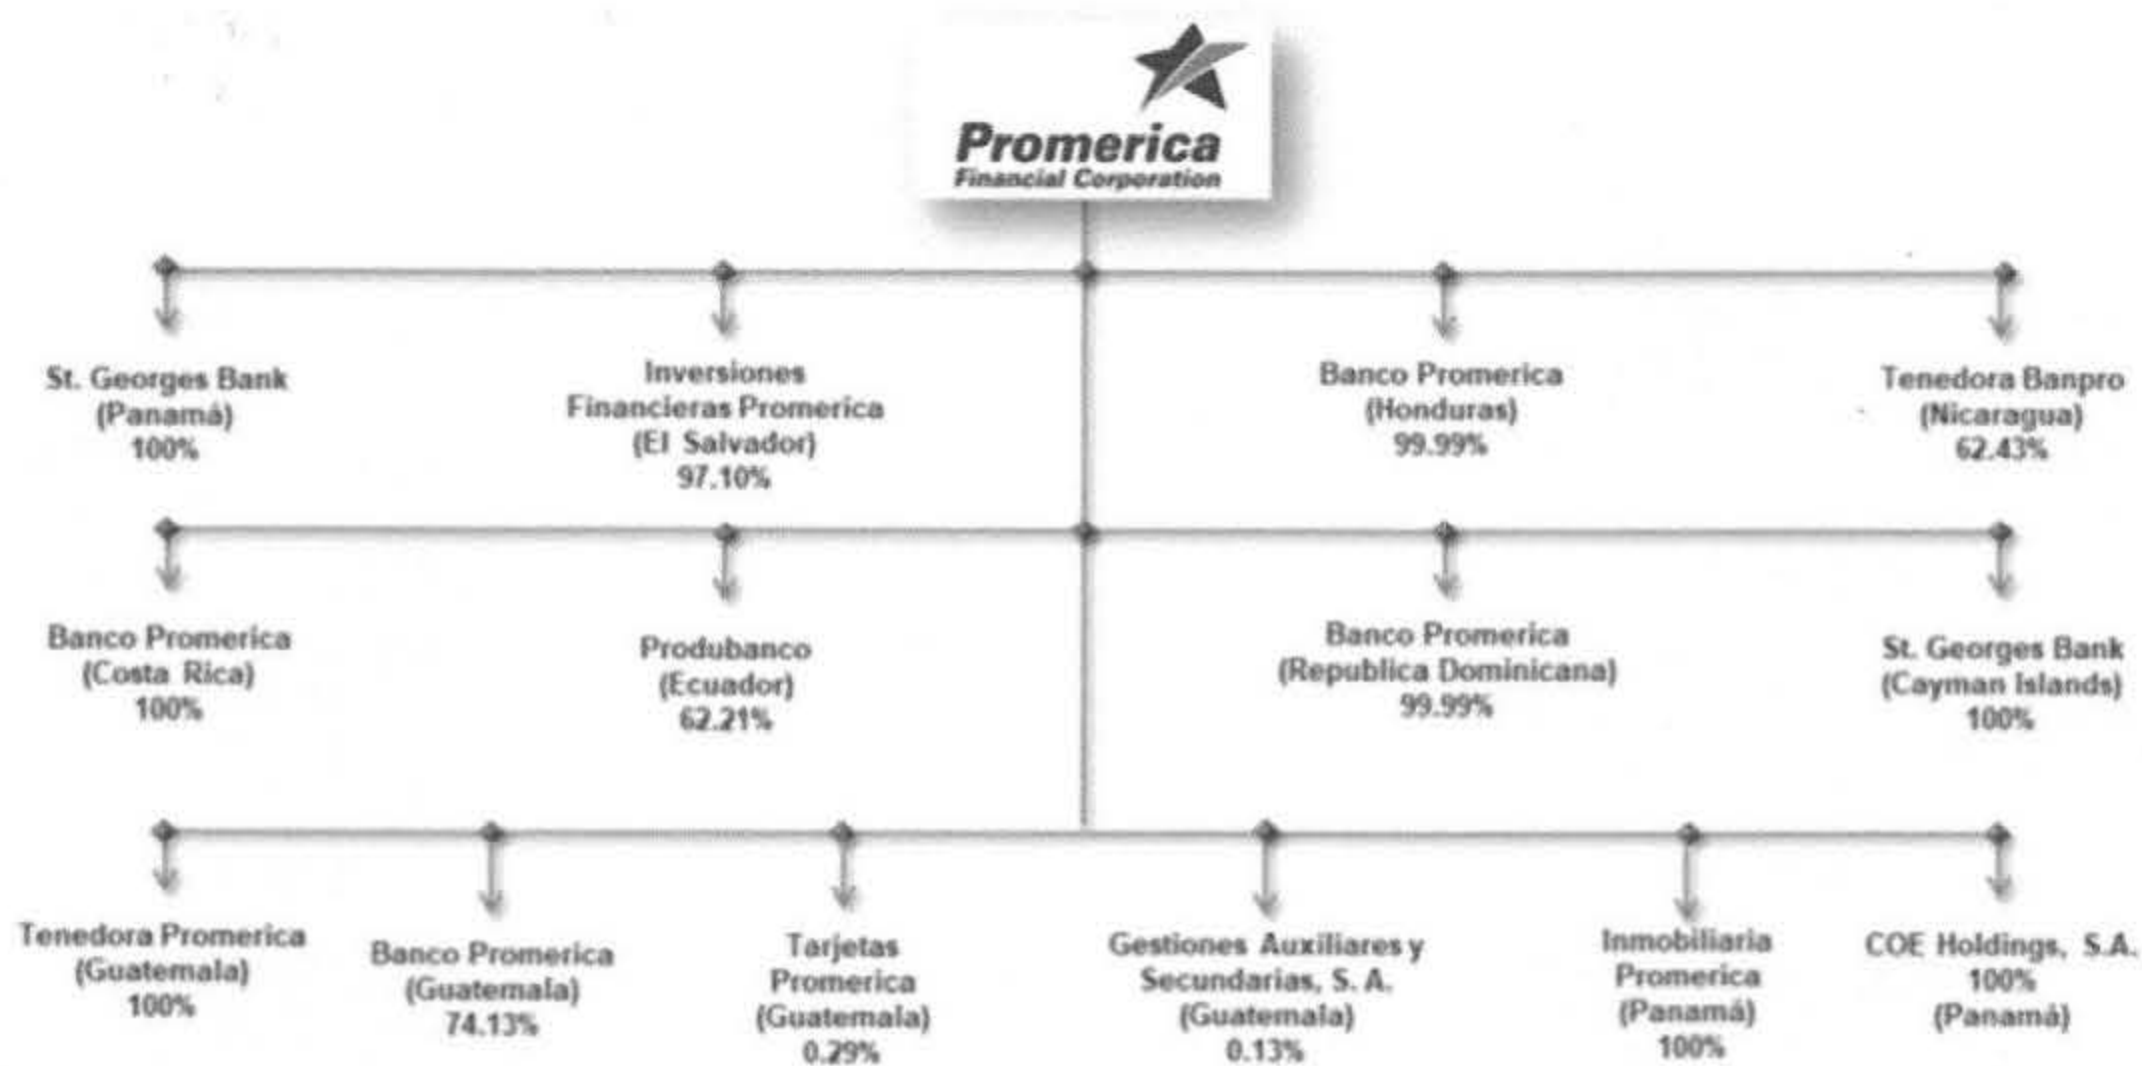 Promerica
Financial Corporation
St. Georges Bank
(Panamá)
100%
Inversiones
Financieras Promerica
(El Salvador)
97.10%
Banco Promerica
(Honduras)
99.99%
Tenedora Banpro
(Nicaragua)
62.43%
Banco Promerica
(Costa Rica)
100%
Produbanco
(Ecuador)
62.21%
Banco Promerica
(Republica Dominicana)
99.99%
St. Georges Bank
(Cayman Islands)
100%
Tenedora Promerica
(Guatemala)
100%
Banco Promerica
(Guatemala)
74.13%
Tarjetas
Promerica
(Guatemala)
0.29%
Gestiones Auxiliares y
Secundarias, S. A.
(Guatemala)
0.13%
Inmobiliaria
Promerica
(Panamá)
100%
COE Holdings, S.A.
100%
(Panamá)